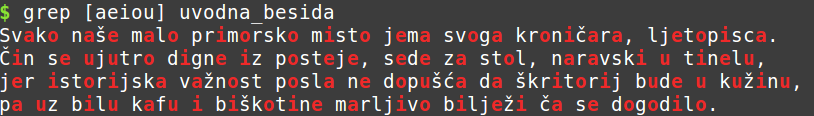 $ grep [aeiou] uvodna_besida
Svako naše malo primorsko misto jema svoga kroničara, ljetopisca.
Čin se ujutro digne iz posteje, sede za stol, naravski u tinelu,
jer istorijska važnost posla ne dopušća da škritorij bude u kužinu,
pa uz bilu kafu i biškotine marljivo bilježi ča se dogodilo.